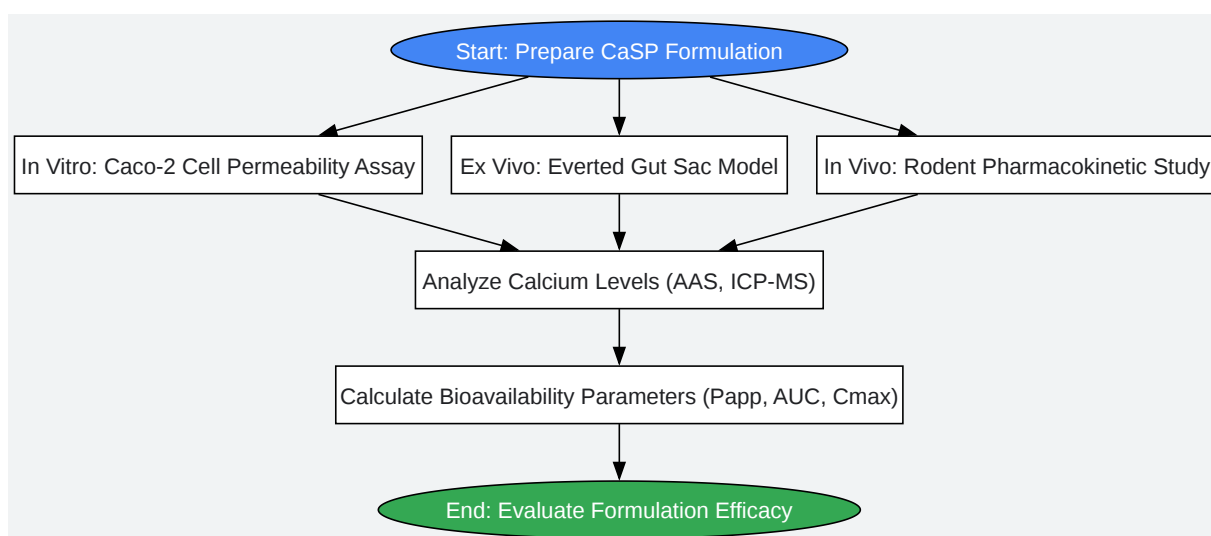 Start: Prepare CaSP Formulation
In Vitro: Caco-2 Cell Permeability Assay
Ex Vivo: Everted Gut Sac Model
In Vivo: Rodent Pharmacokinetic Study
Analyze Calcium Levels (AAS, ICP-MS)
Calculate Bioavailability Parameters (Papp, AUC, Cmax)
End: Evaluate Formulation Efficacy